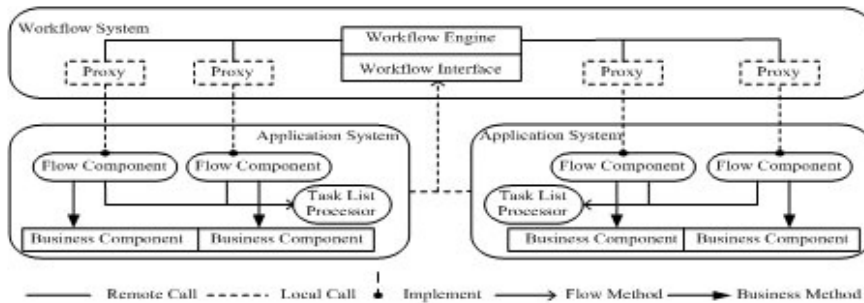 Workflow System
Workflow Engine
Workflow Interface
Proxy
Proxy
Proxy
Proxy
Application System
Flow Component
Flow Component
Task List
Processor
Business Component
Business Component
Application System
Flow Component
Flow Component
Task List
Processor
Business Component
Business Component
Remote Call
Local Call
Implement
Flow Method
Business Method